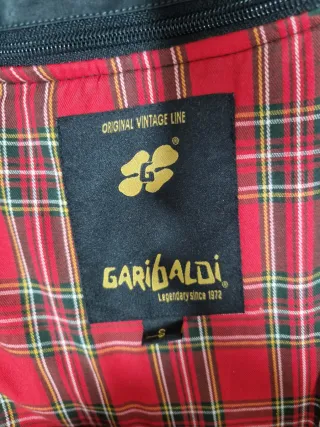 ORIGINAL VINTAGE LINE
®
G
GARiBALDi®
Legendary since 1972
S